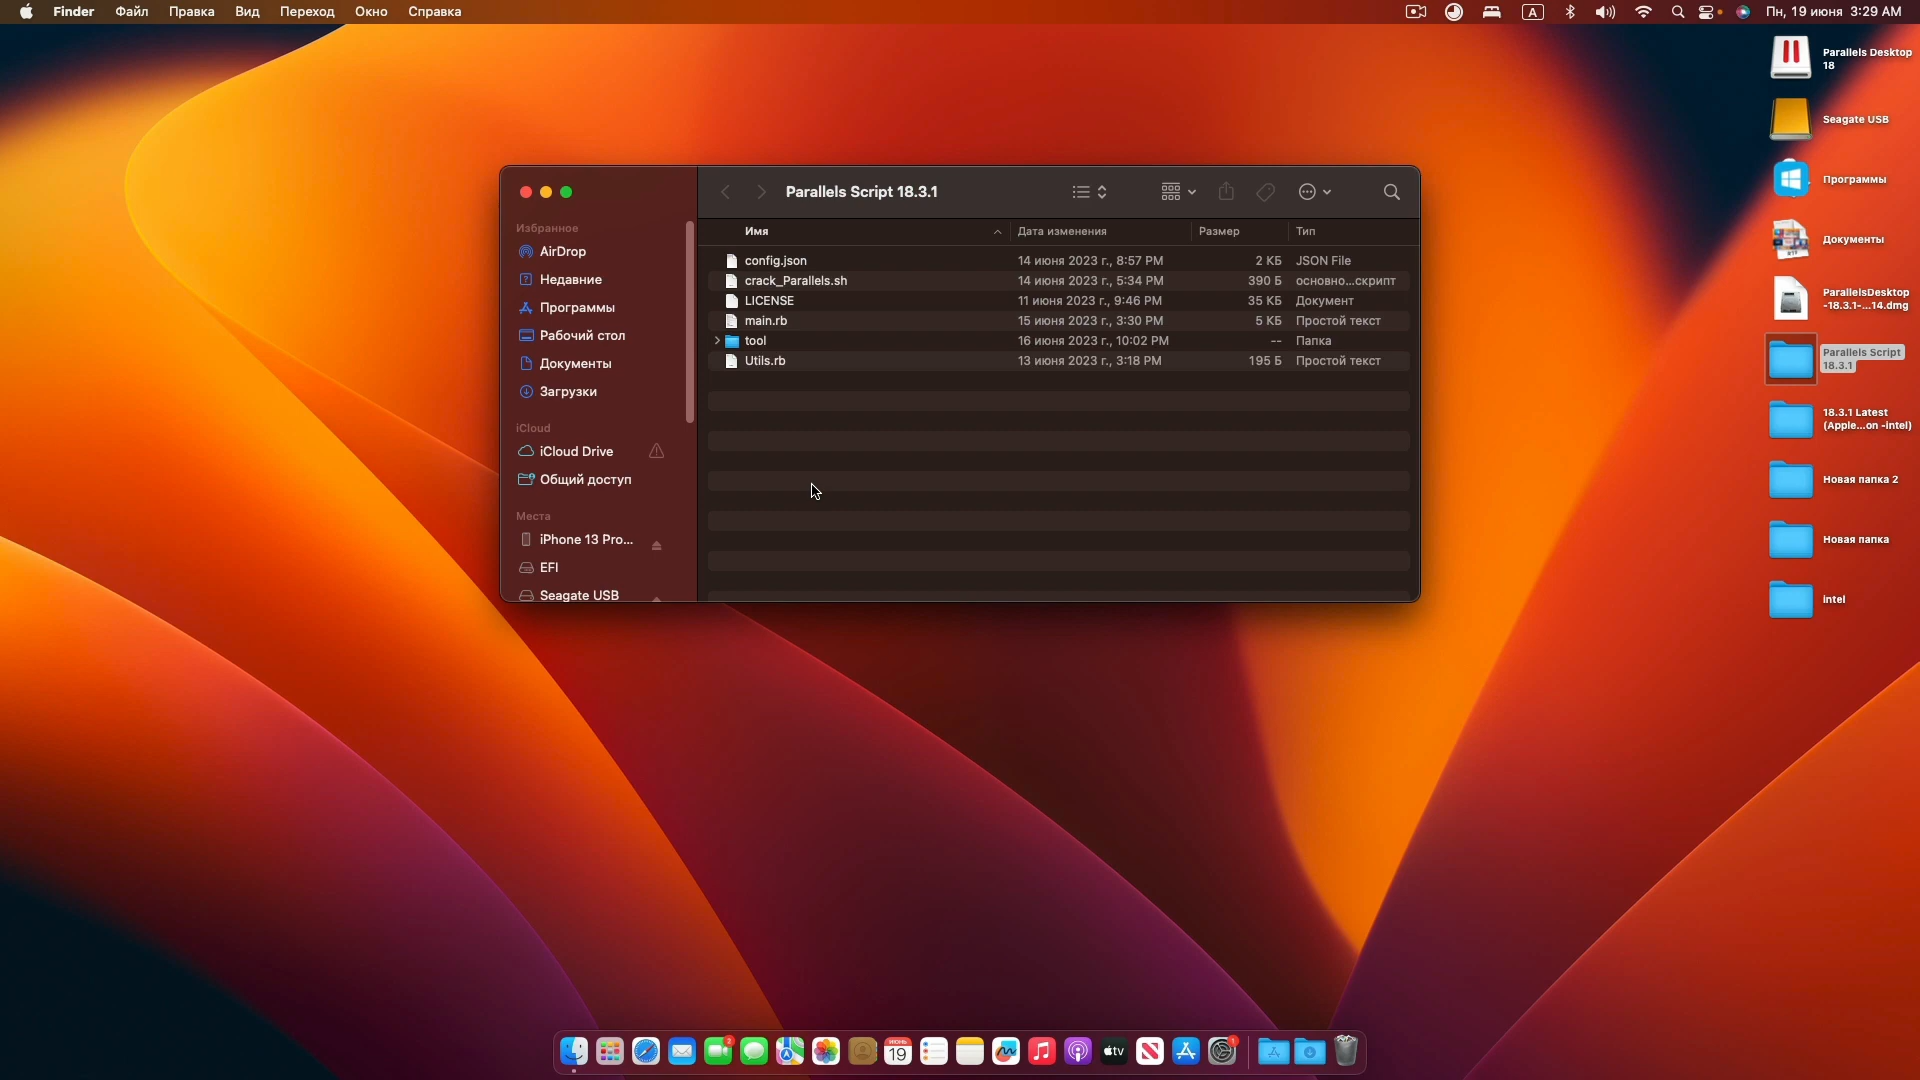 Finder Файл Правка Вид Переход Окно Справка A Пн, 19 июня 3:29 AM
Parallels Desktop
18
Seagate USB
Программы
Документы
ParallelsDesktop
-18.3.1-...14.dmg
Parallels Script
18.3.1
18.3.1 Latest
(Apple...on -intel)
Новая папка 2
Новая папка
intel
Parallels Script 18.3.1
Избранное
AirDrop
Недавние
Программы
Рабочий стол
Документы
Загрузки
iCloud
iCloud Drive
Общий доступ
Места
iPhone 13 Pro...
EFI
Seagate USB
Имя Дата изменения Размер Тип
config.json 14 июня 2023 г., 8:57 PM 2 КБ JSON File
crack_Parallels.sh 14 июня 2023 г., 5:34 PM 390 Б основно...скрипт
LICENSE 11 июня 2023 г., 9:46 PM 35 КБ Документ
main.rb 15 июня 2023 г., 3:30 PM 5 КБ Простой текст
tool 16 июня 2023 г., 10:02 PM -- Папка
Utils.rb 13 июня 2023 г., 3:18 PM 195 Б Простой текст
2
19
tv
1